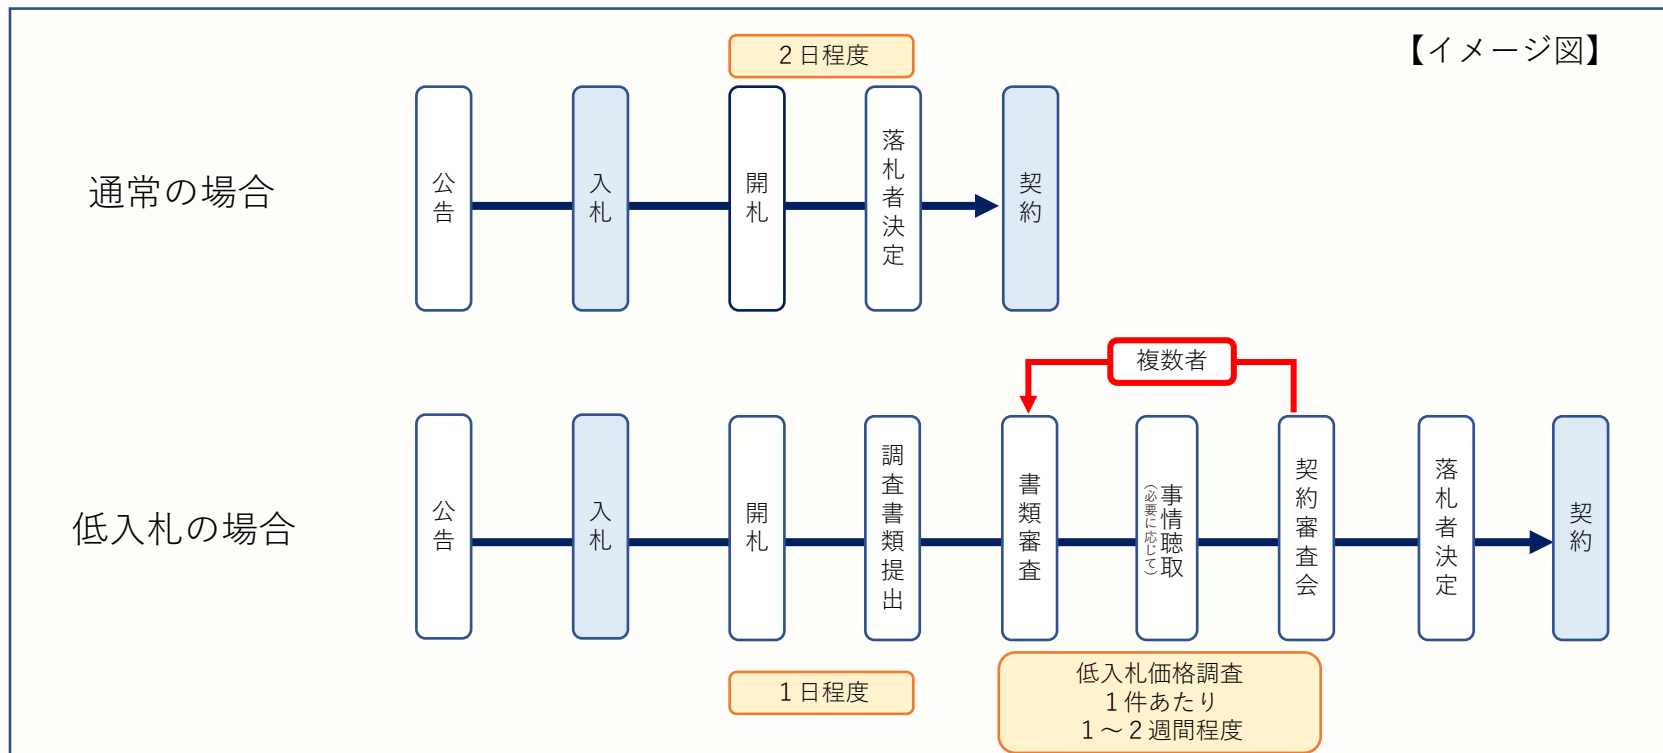 【イメージ図】
２日程度
通常の場合
公告
入札
開札
落札者決定
契約
複数者
低入札の場合
公告
入札
開札
調査書類提出
書類審査
事情聴取
（必要に応じて）
契約審査会
落札者決定
契約
１日程度
低入札価格調査
１件あたり
１～２週間程度